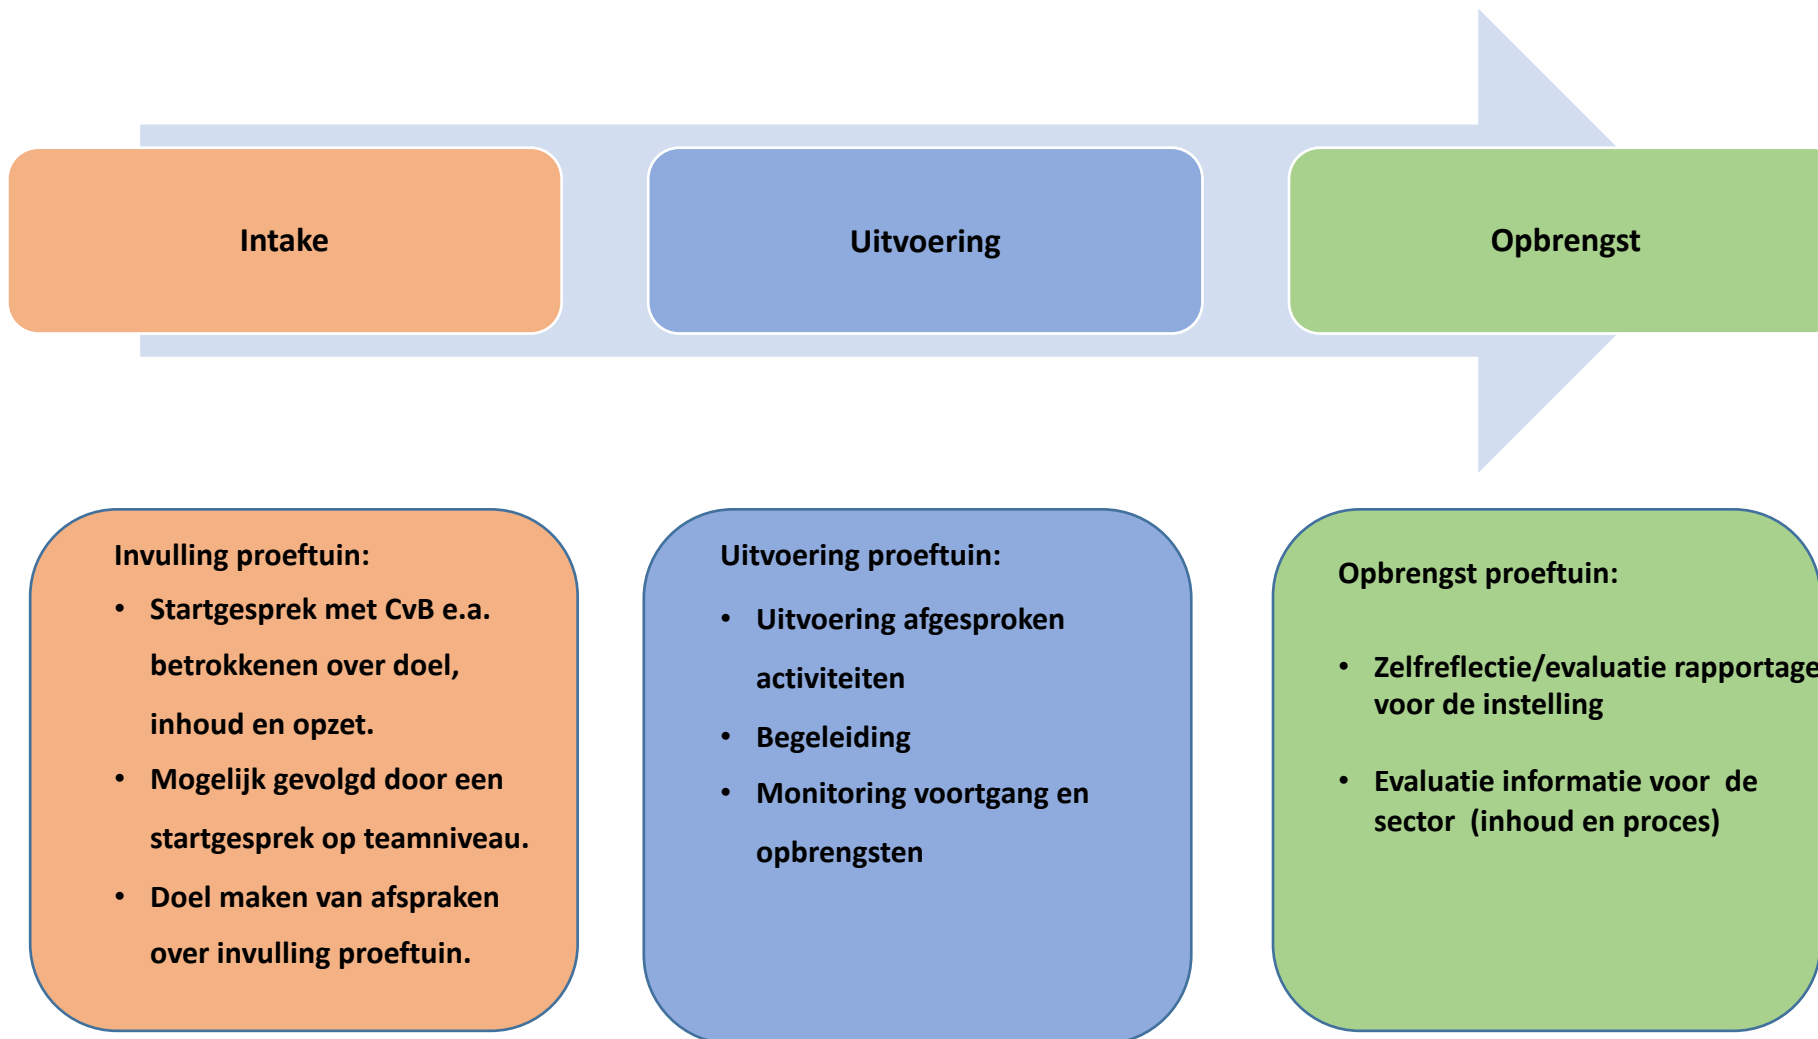 Intake
Uitvoering
Opbrengst
Invulling proeftuin:
• Startgesprek met CvB e.a.
betrokkenen over doel,
inhoud en opzet.
• Mogelijk gevolgd door een
startgesprek op teamniveau.
• Doel maken van afspraken
over invulling proeftuin.
Uitvoering proeftuin:
• Uitvoering afgesproken
activiteiten
• Begeleiding
• Monitoring voortgang en
opbrengsten
Opbrengst proeftuin:
• Zelfreflectie/evaluatie rapportage
voor de instelling
• Evaluatie informatie voor  de
sector  (inhoud en proces)